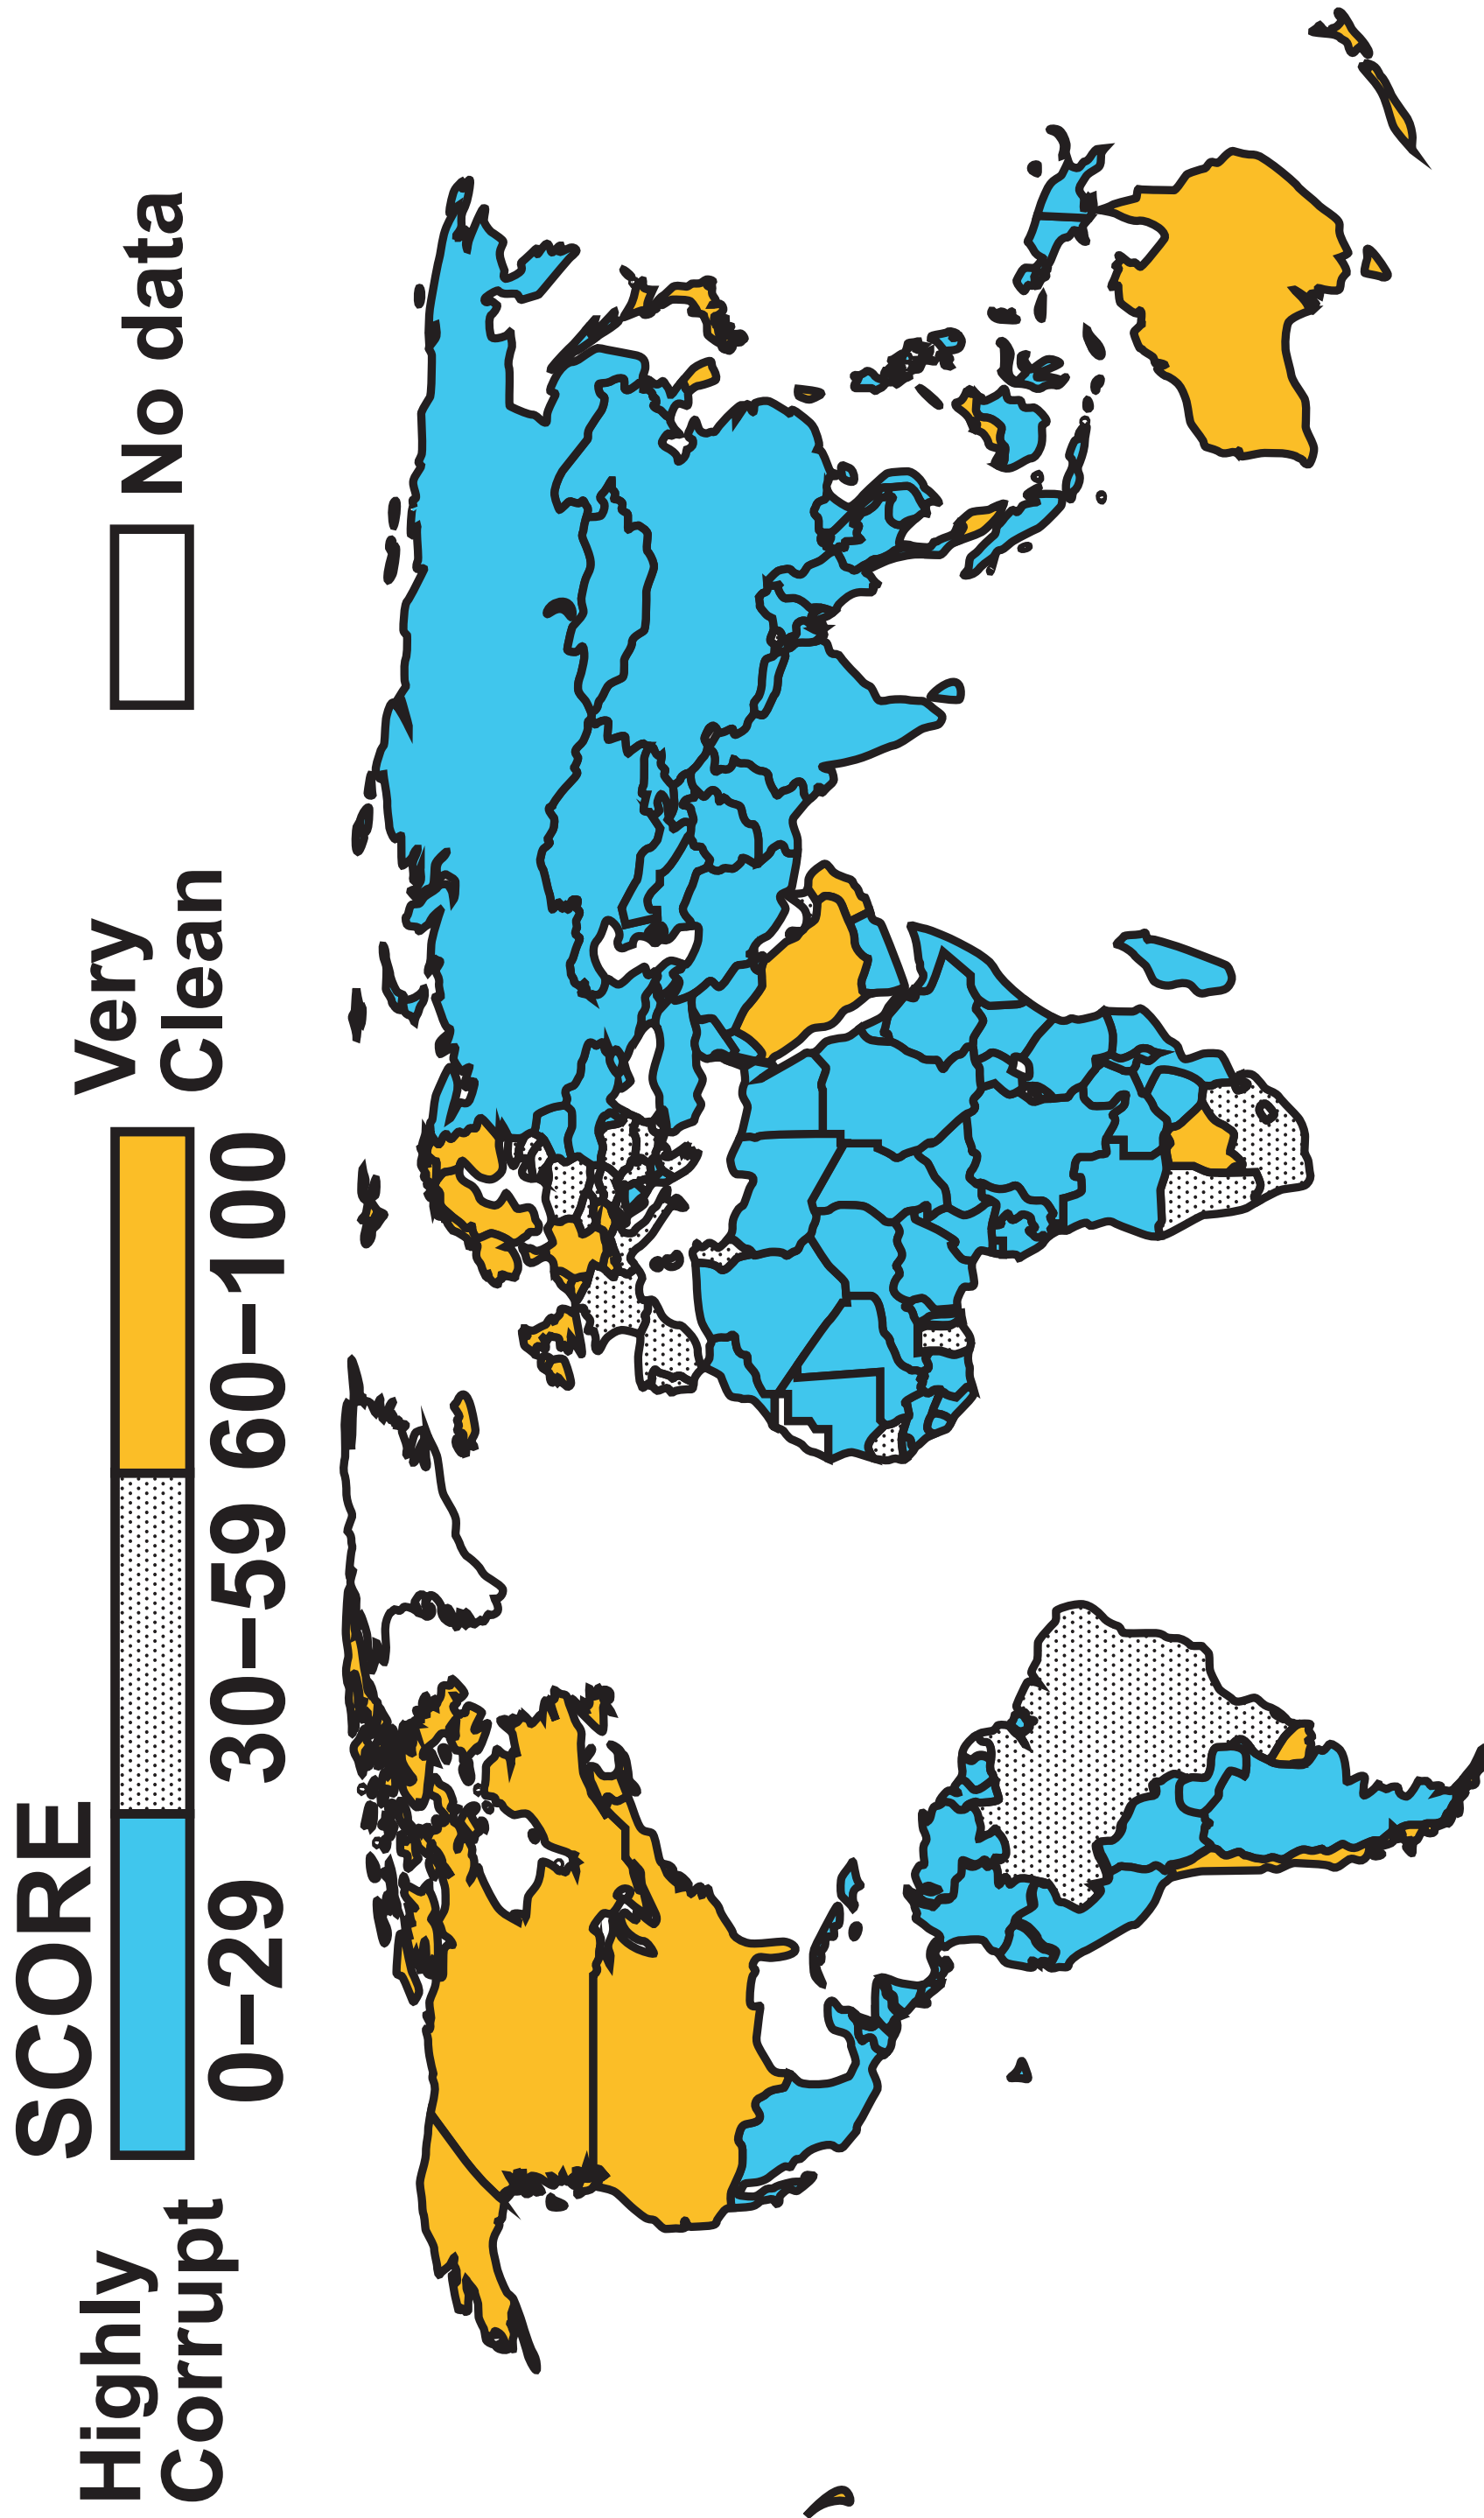 SCORE
Highly
Corrupt
Very
Clean
0–29
30–59
60–100
No data